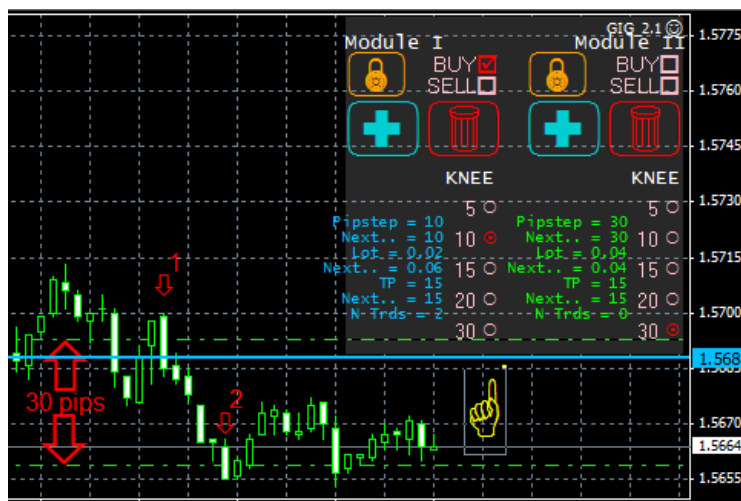 GIG_2.1☺
Module I Module II
1.5775
BUY BUY
SELL SELL
1.5760
1.5745
KNEE KNEE
1.5730
5 5
Pipstep = 10 Pipstep = 30
Next.. = 10 10 Next.. = 30 10
Lot = 0.02 Lot = 0.04
1.5715
1
Next.. = 0.06 15 Next.. = 0.04 15
TP = 15 TP = 15
Next.. = 15 20 Next.. = 15 20
N Trds = 2 N Trds = 0
1.5700
30 30
1.568
1.5685
30 pips
2
1.5670
1.5664
1.5655